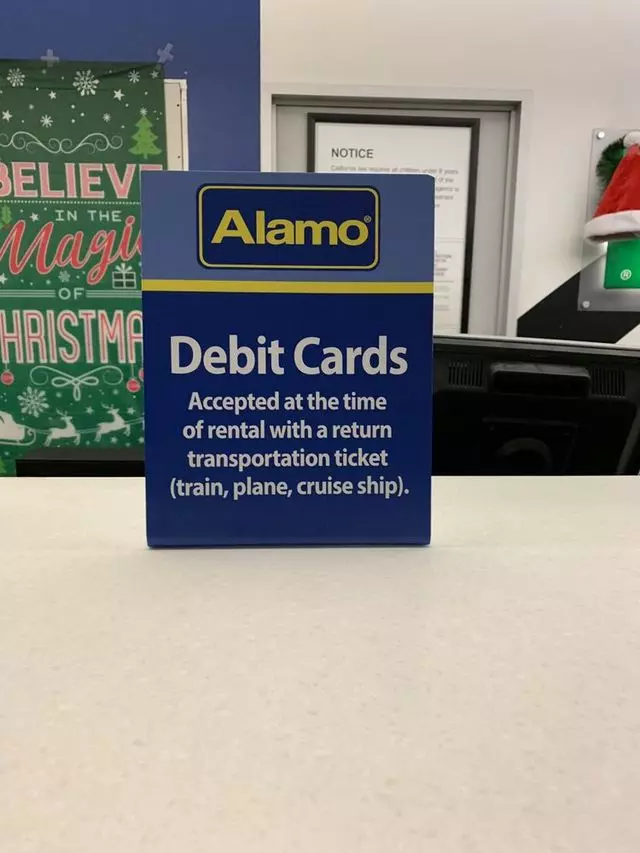 BELIEV
IN THE
Magi
OF
HRISTMA
NOTICE
Alamo®
Debit Cards
Accepted at the time
of rental with a return
transportation ticket
(train, plane, cruise ship).
®